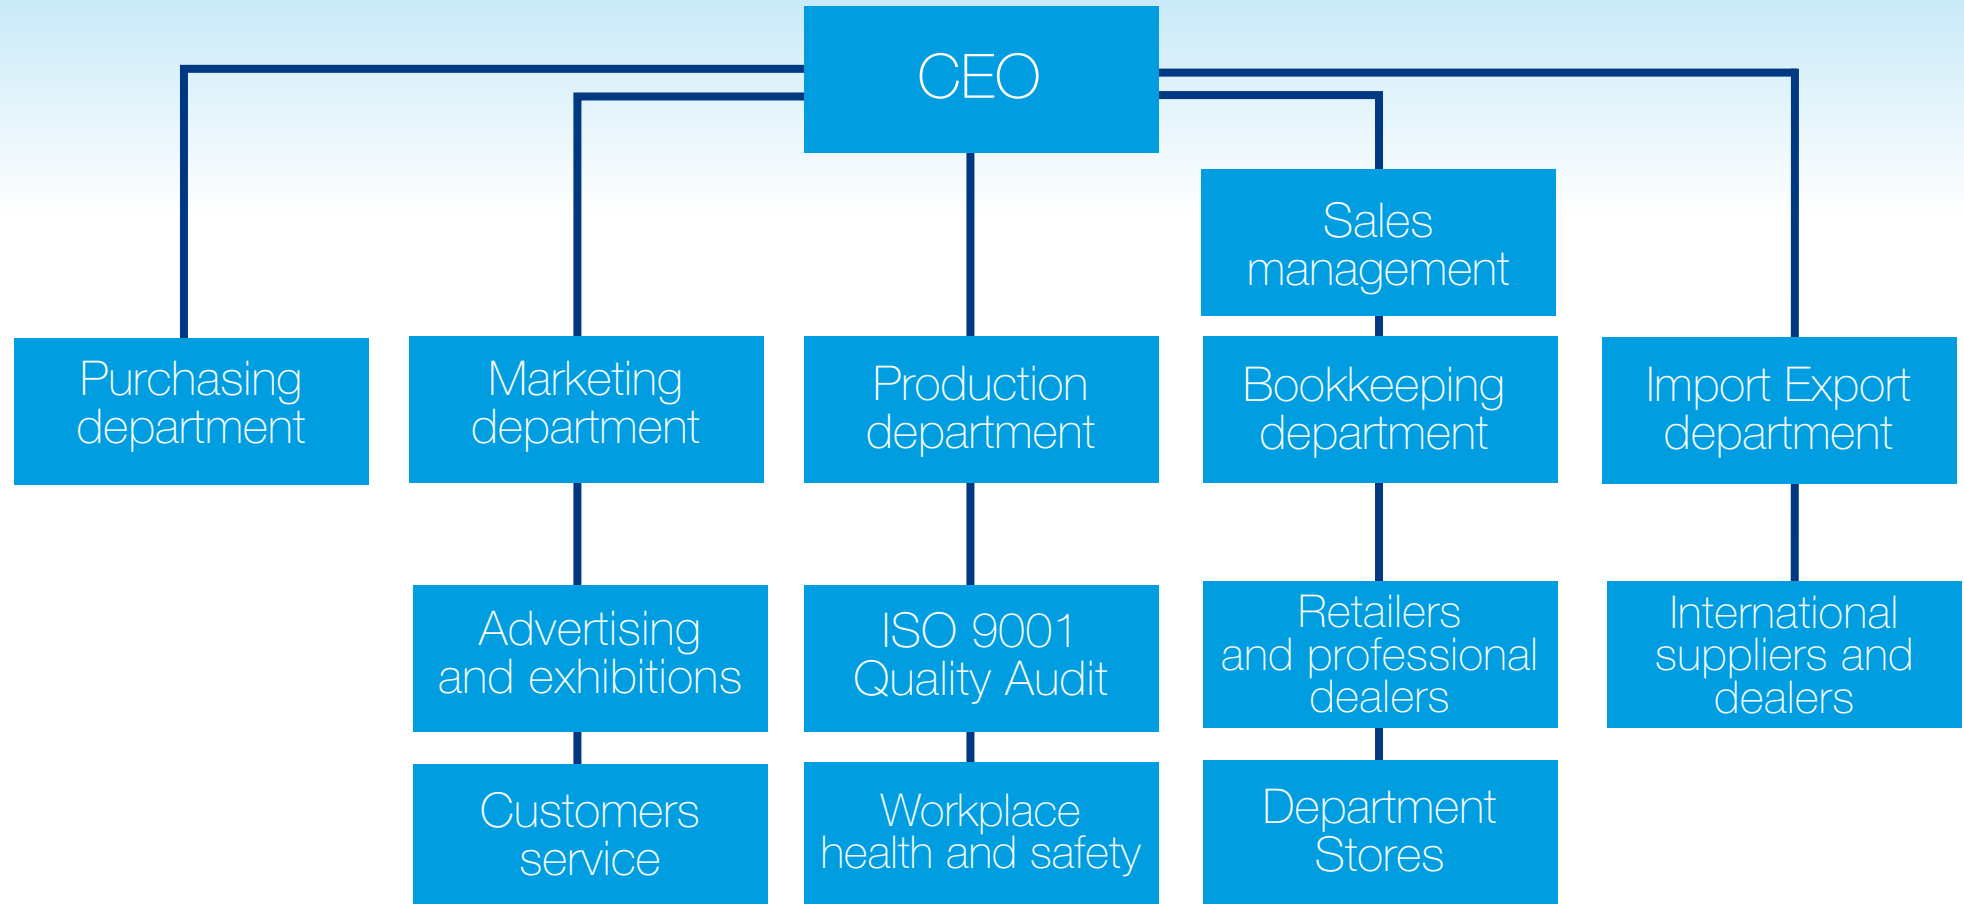 CEO
Sales
management
Purchasing
department
Marketing
department
Production
department
Bookkeeping
department
Import Export
department
Advertising
and exhibitions
ISO 9001
Quality Audit
Retailers
and professional
dealers
International
suppliers and
dealers
Customers
service
Workplace
health and safety
Department
Stores